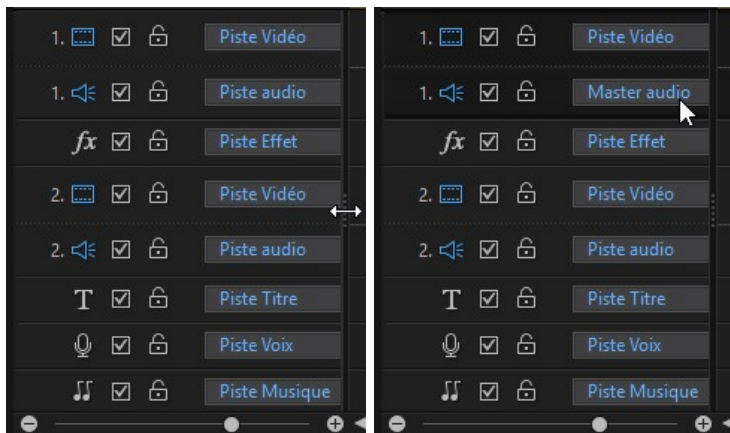 1. Piste Vidéo
1. Piste audio
fx Piste Effet
2. Piste Vidéo
2. Piste audio
T Piste Titre
Piste Voix
Piste Musique
1. Piste Vidéo
1. Master audio
fx Piste Effet
2. Piste Vidéo
2. Piste audio
T Piste Titre
Piste Voix
Piste Musique